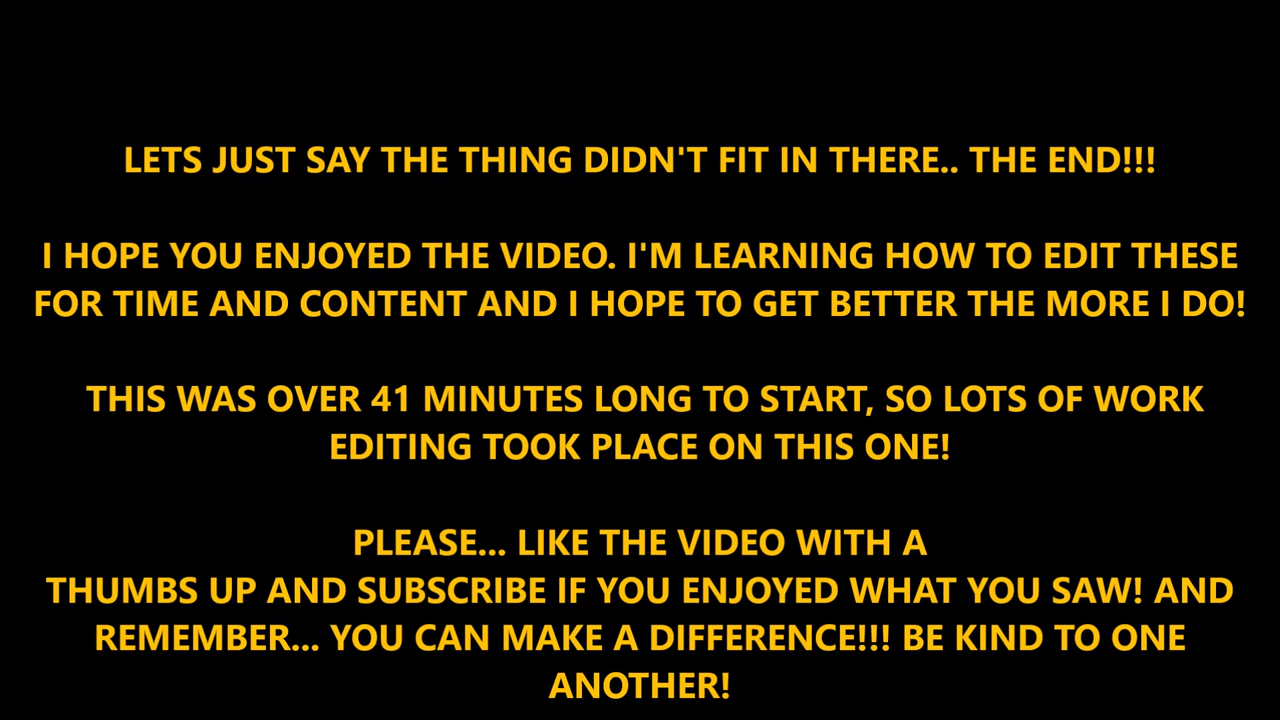 LETS JUST SAY THE THING DIDN'T FIT IN THERE.. THE END!!!
I HOPE YOU ENJOYED THE VIDEO. I'M LEARNING HOW TO EDIT THESE
FOR TIME AND CONTENT AND I HOPE TO GET BETTER THE MORE I DO!
THIS WAS OVER 41 MINUTES LONG TO START, SO LOTS OF WORK
EDITING TOOK PLACE ON THIS ONE!
PLEASE... LIKE THE VIDEO WITH A
THUMBS UP AND SUBSCRIBE IF YOU ENJOYED WHAT YOU SAW! AND
REMEMBER... YOU CAN MAKE A DIFFERENCE!!! BE KIND TO ONE
ANOTHER!